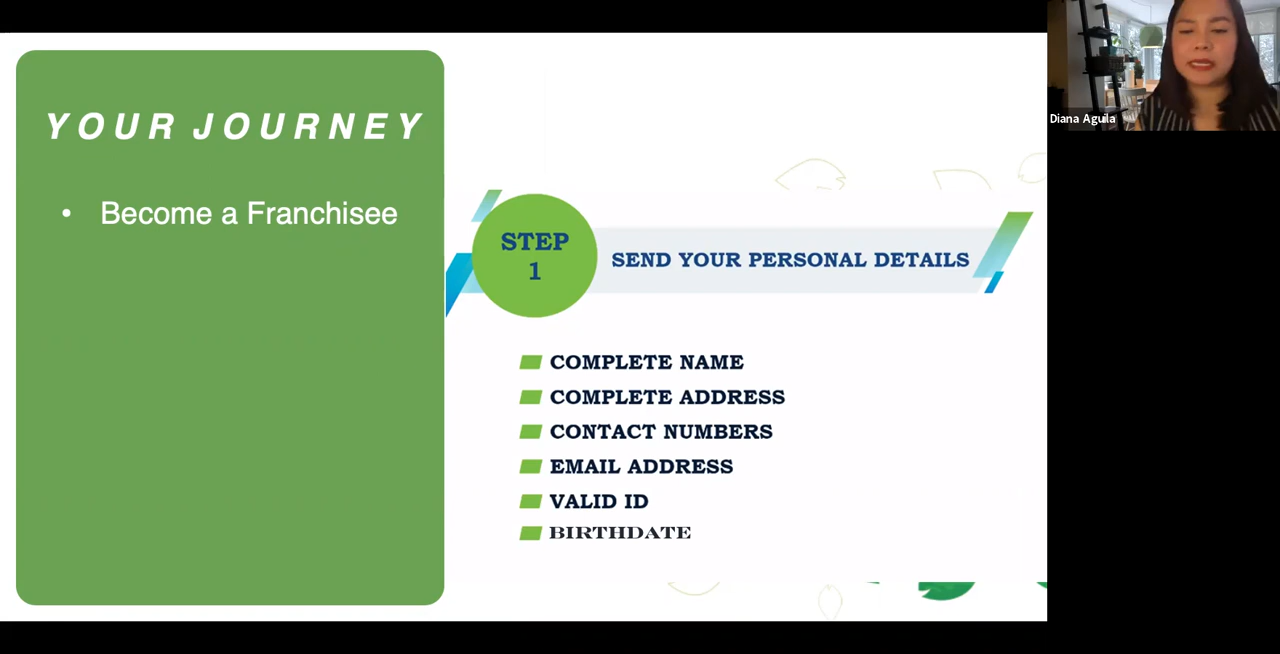 YOUR JOURNEY
• Become a Franchisee
STEP
1
SEND YOUR PERSONAL DETAILS
COMPLETE NAME
COMPLETE ADDRESS
CONTACT NUMBERS
EMAIL ADDRESS
VALID ID
BIRTHDATE
Diana Aguila